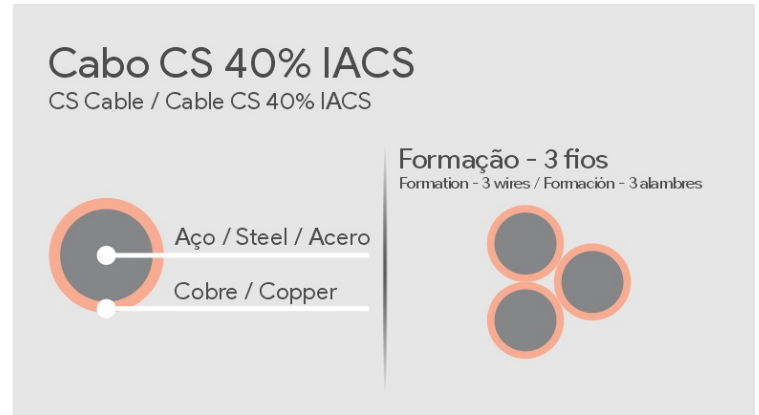 Cabo CS 40% IACS
CS Cable / Cable CS 40% IACS
Formação - 3 fios
Formation - 3 wires / Formación - 3 alambres
Aço / Steel / Acero
Cobre / Copper